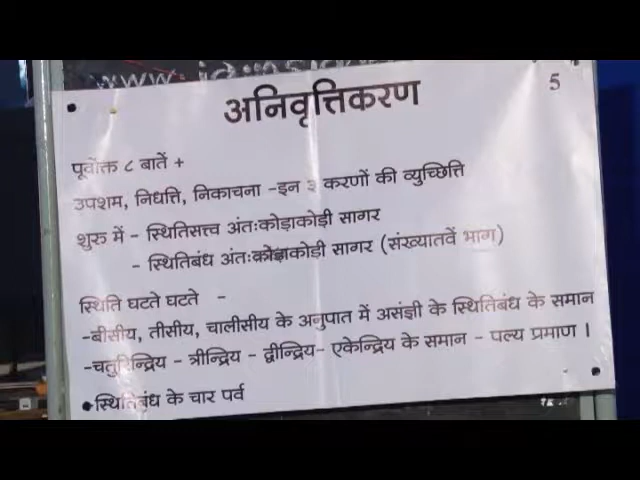 5
अनिवृत्तिकरण
पूर्वोक्त ८ बातें +
उपशम, निधत्ति, निकाचना -इन ३ करणों की व्युच्छित्ति
शुरु में - स्थितिसत्त्व अंतःकोड़ाकोड़ी सागर
- स्थितिबंध अंतःकोड़ाकोडी सागर (संख्यातवें भाग)
स्थिति घटते घटते -
-बीसीय, तीसीय, चालीसीय के अनुपात में असंज्ञी के स्थितिबंध के समान
-चतुरिन्द्रिय - त्रीन्द्रिय - द्वीन्द्रिय- एकेन्द्रिय के समान - पल्य प्रमाण ।
•स्थितिबंध के चार पर्व